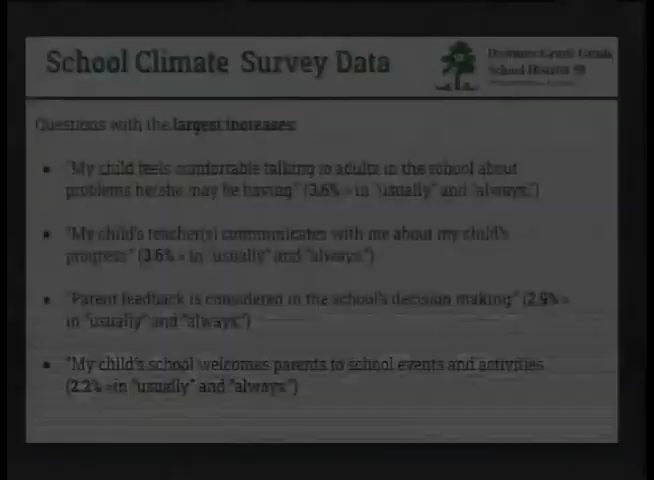 School Climate Survey Data
Downers Grove Grade
School District 58
Questions with the largest increases:
• "My child feels comfortable talking to adults in the school about
problems he/she may be having" (3.6% + in "usually" and "always.")
• "My child's teacher(s) communicates with me about my child's
progress" (3.6% + in "usually" and "always.")
• "Parent feedback is considered in the school's decision making" (2.9% +
in "usually" and "always.")
• "My child's school welcomes parents to school events and activities
(2.2% +in "usually" and "always.")